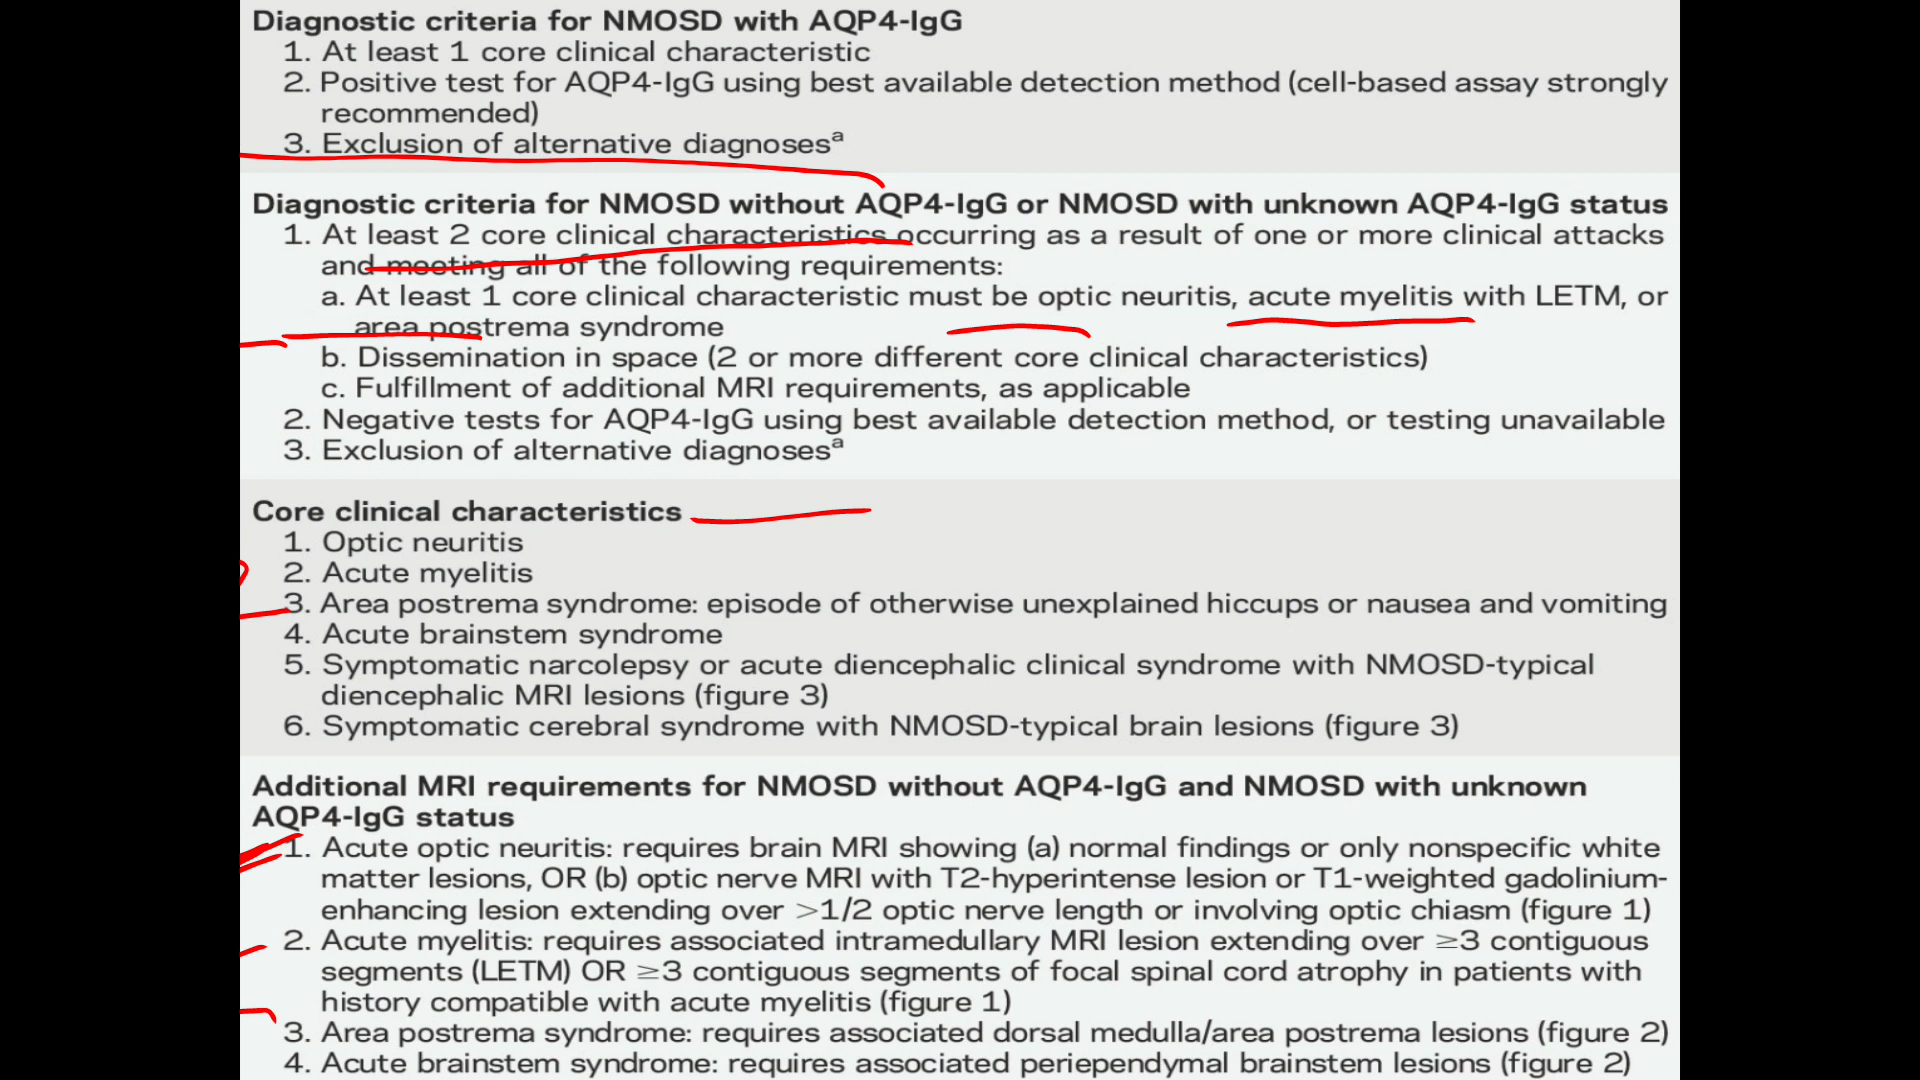 Diagnostic criteria for NMOSD with AQP4-IgG
1. At least 1 core clinical characteristic
2. Positive test for AQP4-IgG using best available detection method (cell-based assay strongly
recommended)
3. Exclusion of alternative diagnosesᵃ
Diagnostic criteria for NMOSD without AQP4-IgG or NMOSD with unknown AQP4-IgG status
1. At least 2 core clinical characteristics occurring as a result of one or more clinical attacks
and meeting all of the following requirements:
a. At least 1 core clinical characteristic must be optic neuritis, acute myelitis with LETM, or
area postrema syndrome
b. Dissemination in space (2 or more different core clinical characteristics)
c. Fulfillment of additional MRI requirements, as applicable
2. Negative tests for AQP4-IgG using best available detection method, or testing unavailable
3. Exclusion of alternative diagnosesᵃ
Core clinical characteristics
1. Optic neuritis
2. Acute myelitis
3. Area postrema syndrome: episode of otherwise unexplained hiccups or nausea and vomiting
4. Acute brainstem syndrome
5. Symptomatic narcolepsy or acute diencephalic clinical syndrome with NMOSD-typical
diencephalic MRI lesions (figure 3)
6. Symptomatic cerebral syndrome with NMOSD-typical brain lesions (figure 3)
Additional MRI requirements for NMOSD without AQP4-IgG and NMOSD with unknown
AQP4-IgG status
1. Acute optic neuritis: requires brain MRI showing (a) normal findings or only nonspecific white
matter lesions, OR (b) optic nerve MRI with T2-hyperintense lesion or T1-weighted gadolinium-
enhancing lesion extending over >1/2 optic nerve length or involving optic chiasm (figure 1)
2. Acute myelitis: requires associated intramedullary MRI lesion extending over ≥3 contiguous
segments (LETM) OR ≥3 contiguous segments of focal spinal cord atrophy in patients with
history compatible with acute myelitis (figure 1)
3. Area postrema syndrome: requires associated dorsal medulla/area postrema lesions (figure 2)
4. Acute brainstem syndrome: requires associated periependymal brainstem lesions (figure 2)